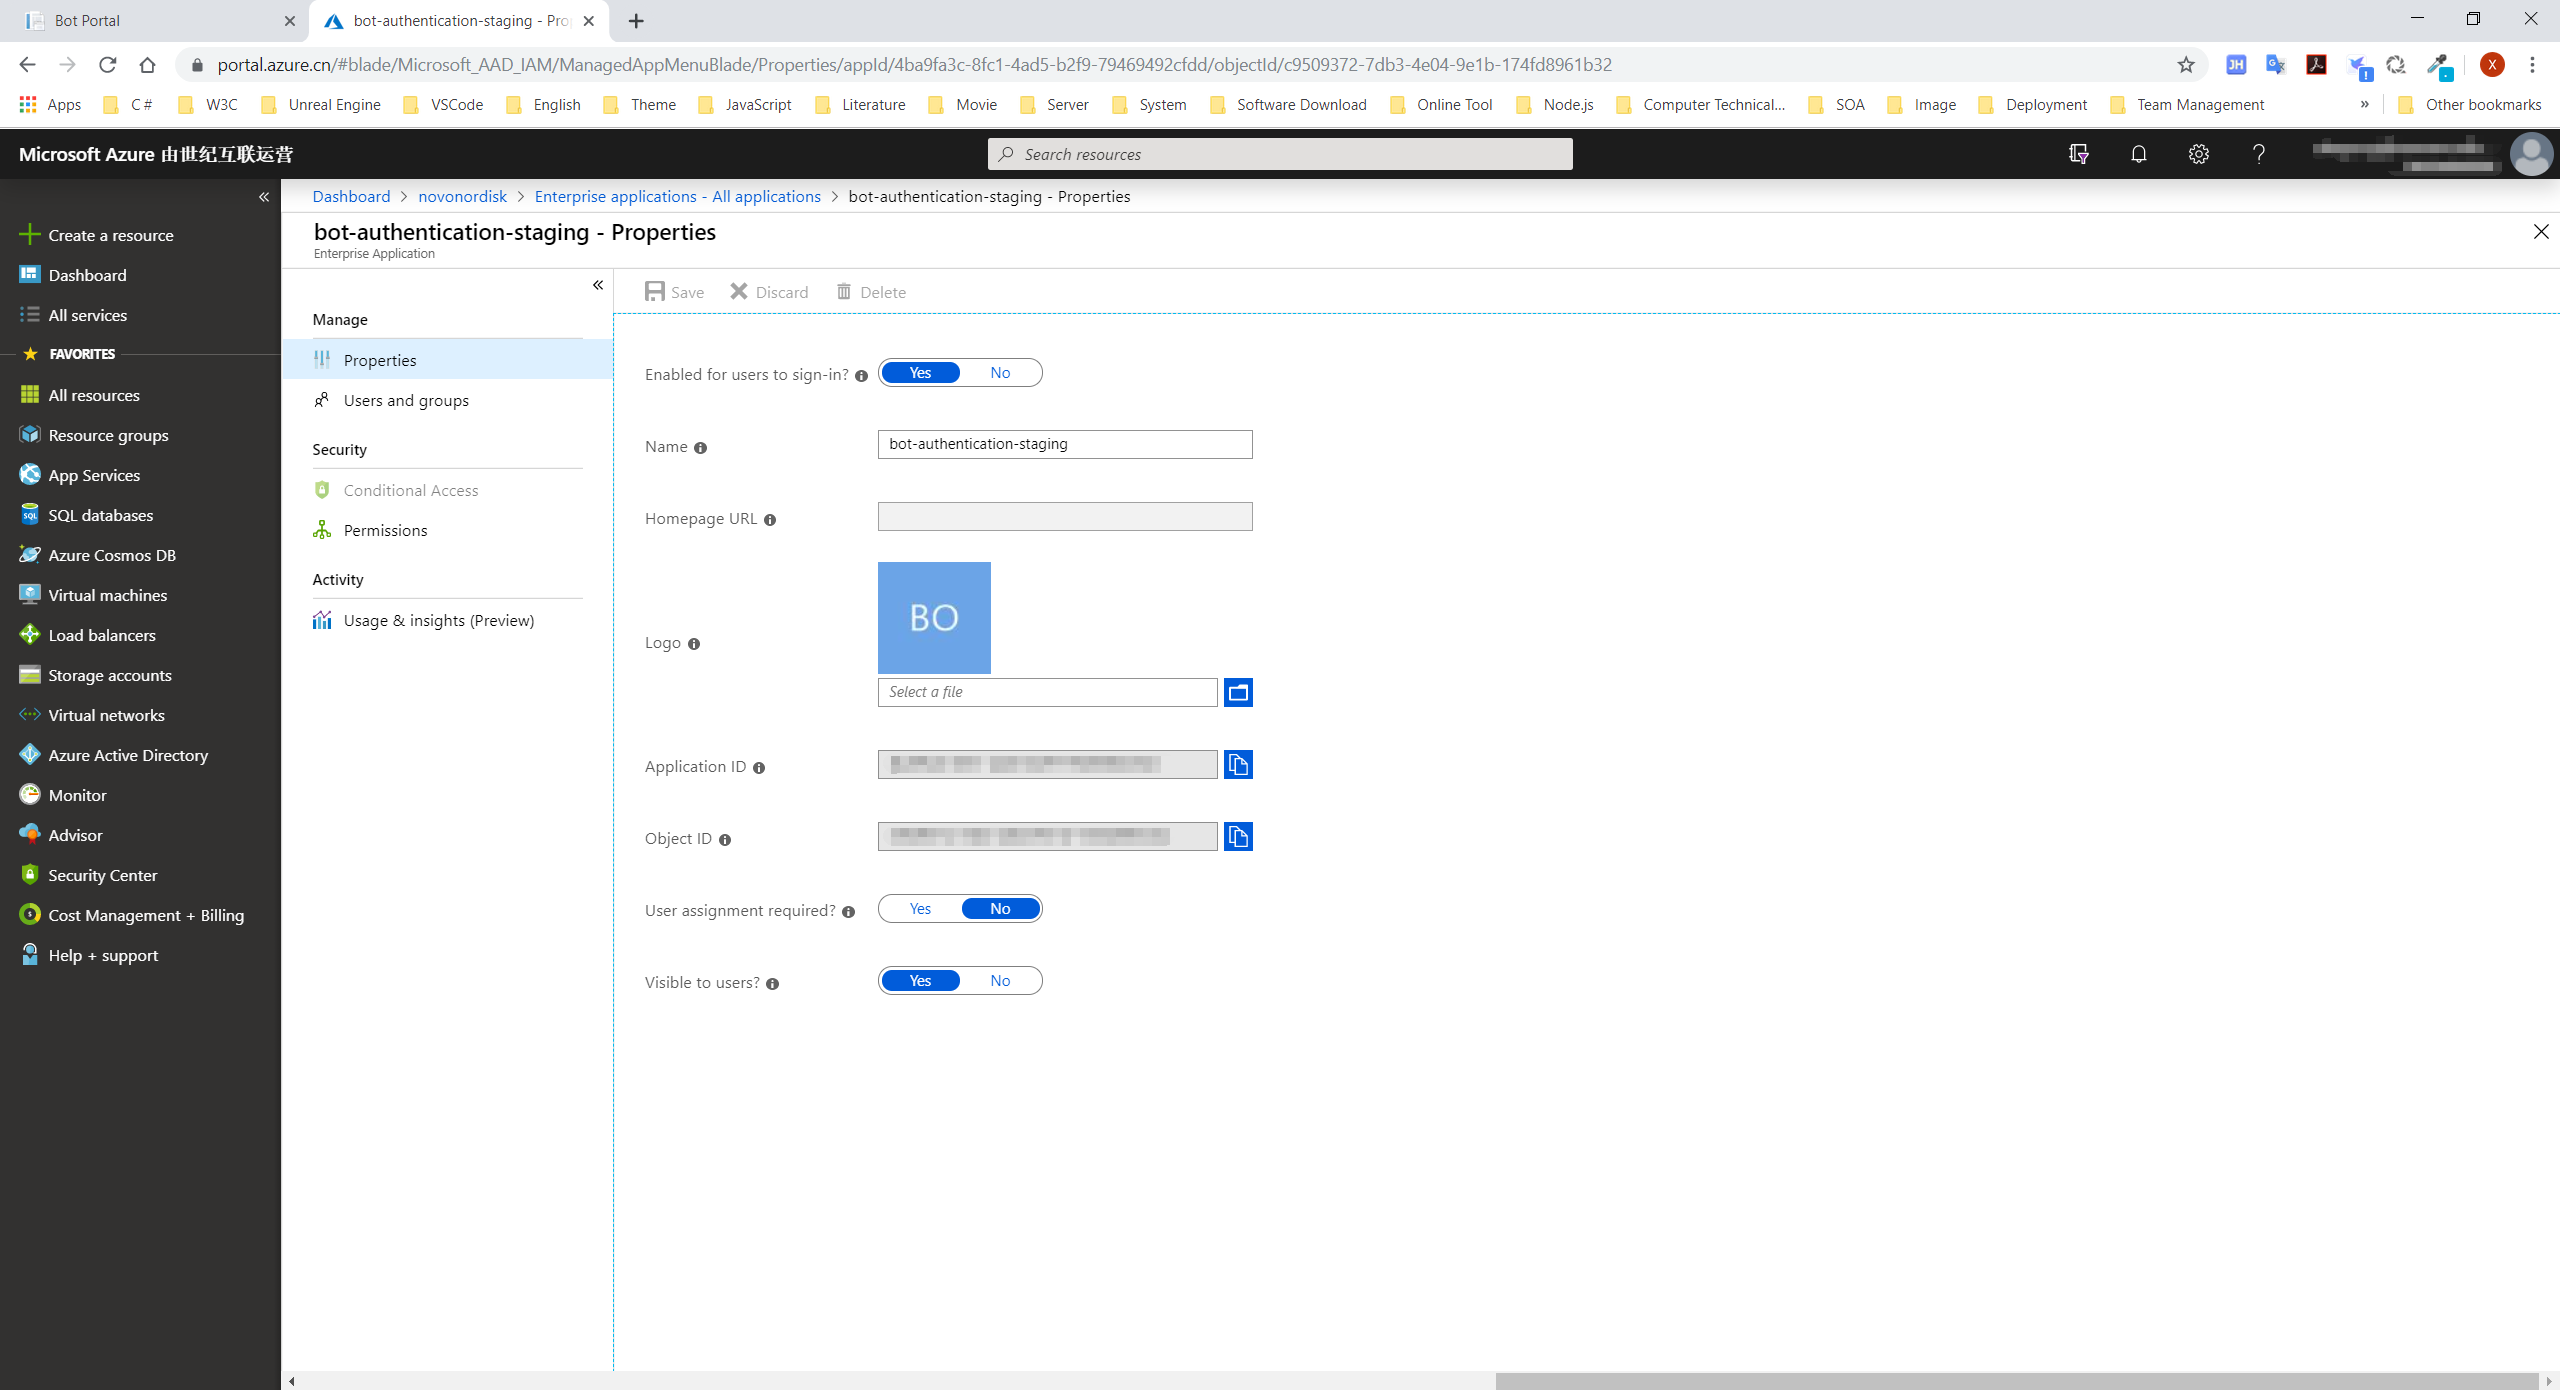 Bot Portal
bot-authentication-staging - Pro
portal.azure.cn/#blade/Microsoft_AAD_IAM/ManagedAppMenuBlade/Properties/appId/4ba9fa3c-8fc1-4ad5-b2f9-79469492cfdd/objectId/c9509372-7db3-4e04-9e1b-174fd8961b32
JH
X
Apps C # W3C Unreal Engine VSCode English Theme JavaScript Literature Movie Server System Software Download Online Tool Node.js Computer Technical... SOA Image Deployment Team Management » Other bookmarks
Microsoft Azure 由世纪互联运营
Search resources
Dashboard > novonordisk > Enterprise applications - All applications > bot-authentication-staging - Properties
bot-authentication-staging - Properties
Enterprise Application
Create a resource
Dashboard
All services
FAVORITES
All resources
Resource groups
App Services
SQL databases
Azure Cosmos DB
Virtual machines
Load balancers
Storage accounts
Virtual networks
Azure Active Directory
Monitor
Advisor
Security Center
Cost Management + Billing
Help + support
Manage
Properties
Users and groups
Security
Conditional Access
Permissions
Activity
Usage & insights (Preview)
Save Discard Delete
Enabled for users to sign-in? Yes No
Name bot-authentication-staging
Homepage URL
BO
Logo
Select a file
Application ID
Object ID
User assignment required? Yes No
Visible to users? Yes No